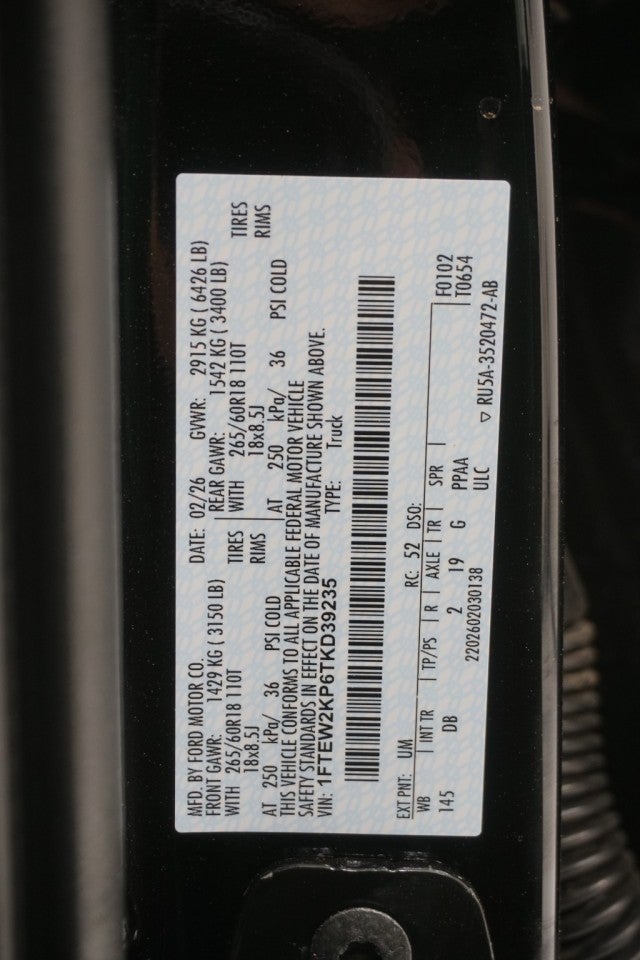 MFD. BY FORD MOTOR CO. DATE: 02/26 GVWR: 2915 KG ( 6426 LB)
FRONT GAWR: 1429 KG ( 3150 LB) REAR GAWR: 1542 KG ( 3400 LB)
WITH 265/60R18 110T TIRES WITH 265/60R18 110T TIRES
18x8.5J RIMS 18x8.5J RIMS
AT 250 kPa/ 36 PSI COLD AT 250 kPa/ 36 PSI COLD
THIS VEHICLE CONFORMS TO ALL APPLICABLE FEDERAL MOTOR VEHICLE
SAFETY STANDARDS IN EFFECT ON THE DATE OF MANUFACTURE SHOWN ABOVE.
VIN: 1FTEW2KP6TKD39235 TYPE: Truck
EXT PNT: UM RC: 52 DSO: F0102
WB INT TR TP/PS R AXLE TR SPR T0654
145 DB 2 19 G PPAA
2202602030138 ULC ▽ RU5A-3520472-AB